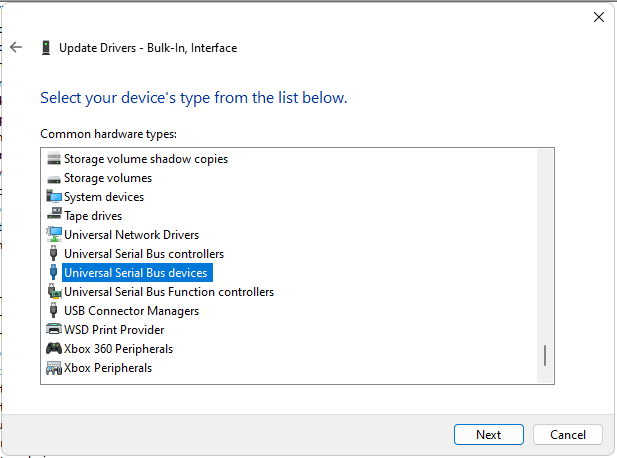 Update Drivers - Bulk-In, Interface
Select your device's type from the list below.
Common hardware types:
Storage volume shadow copies
Storage volumes
System devices
Tape drives
Universal Network Drivers
Universal Serial Bus controllers
Universal Serial Bus devices
Universal Serial Bus Function controllers
USB Connector Managers
WSD Print Provider
Xbox 360 Peripherals
Xbox Peripherals
Next
Cancel